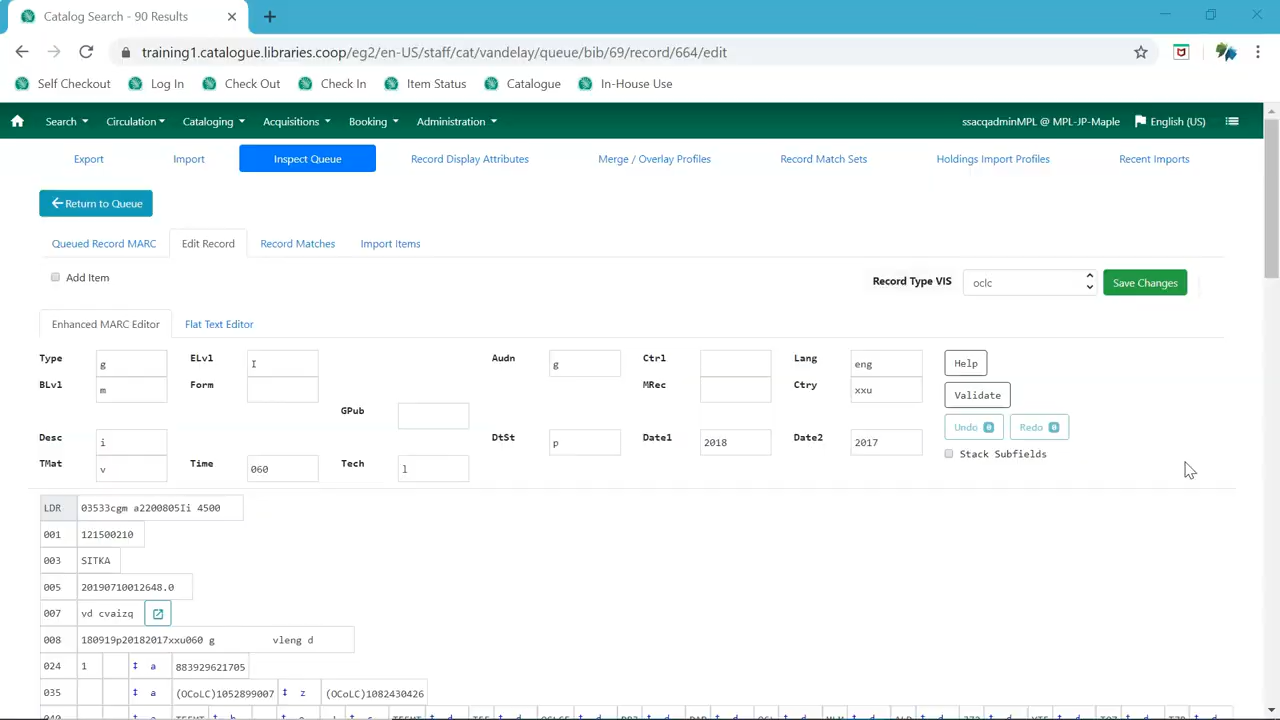 Catalog Search - 90 Results
training1.catalogue.libraries.coop/eg2/en-US/staff/cat/vandelay/queue/bib/69/record/664/edit
Self Checkout Log In Check Out Check In Item Status Catalogue In-House Use
Search Circulation Cataloging Acquisitions Booking Administration ssacqadminMPL @ MPL-JP-Maple English (US)
Export Import Inspect Queue Record Display Attributes Merge / Overlay Profiles Record Match Sets Holdings Import Profiles Recent Imports
Return to Queue
Queued Record MARC Edit Record Record Matches Import Items
Add Item Record Type VIS oclc Save Changes
Enhanced MARC Editor Flat Text Editor
Type g ELvl I Audn g Ctrl Lang eng Help
BLvl m Form MRec Ctry xxu Validate
GPub
Undo 0 Redo 0
Desc i DtSt p Date1 2018 Date2 2017
Stack Subfields
TMat v Time 060 Tech l
LDR 03533cgm a2200805Ii 4500
001 121500210
003 SITKA
005 20190710012648.0
007 vd cvaizq
008 180919p20182017xxu060 g vleng d
024 1 ‡ a 883929621705
035 ‡ a (OCoLC)1052899007 ‡ z (OCoLC)1082430426